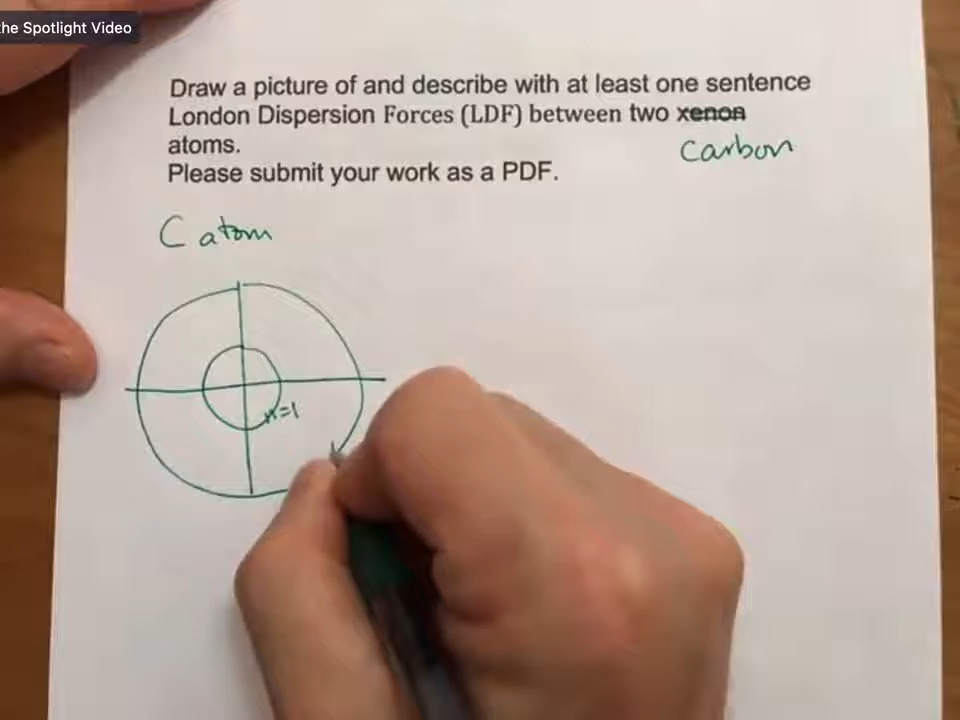 the Spotlight Video
Draw a picture of and describe with at least one sentence
London Dispersion Forces (LDF) between two xenon
Carbon
atoms.
Please submit your work as a PDF.
C atom
n=1